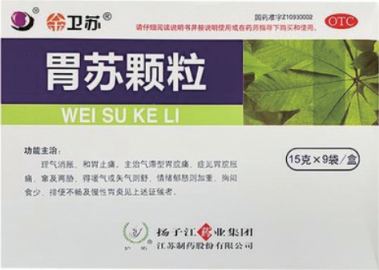 金卫苏
国药准字Z10930002
OTC
请仔细阅读说明书并按说明使用或在药师指导下购买和使用。
胃苏颗粒
WEI SU KE LI
15克×9袋/盒
功能主治:
理气消胀,和胃止痛。主治气滞型胃脘痛,症见胃脘胀
痛,窜及两胁,得嗳气或矢气则舒,情绪郁怒则加重,胸闷
食少,排便不畅及慢性胃炎见上述证候者。
护佑
扬子江药业集团
江苏制药股份有限公司